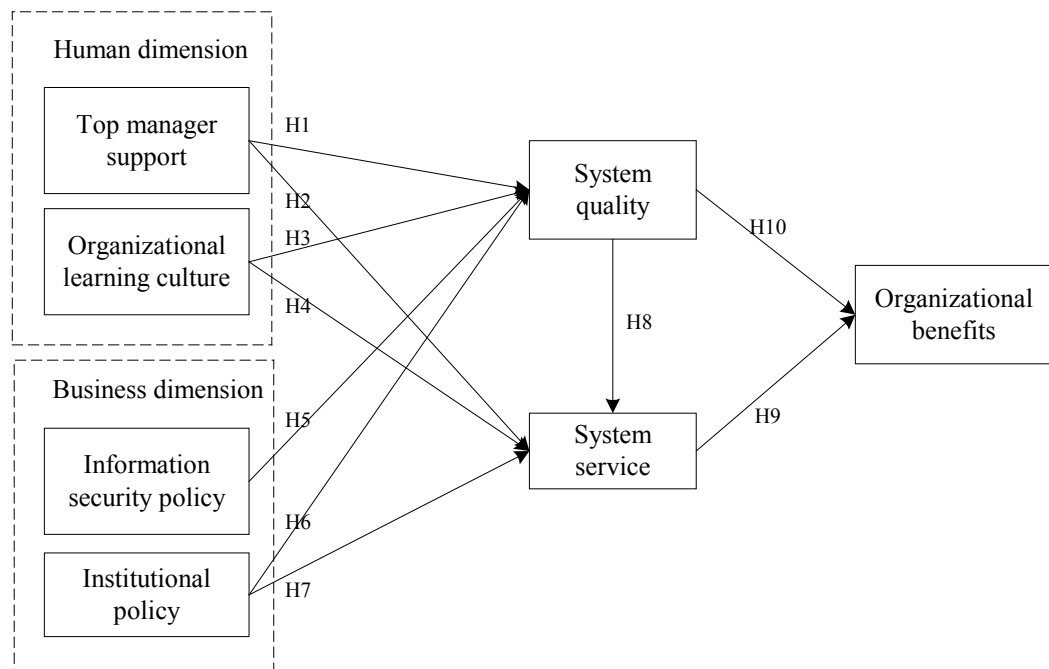 Human dimension
Top manager
support
Organizational
learning culture
Business dimension
Information
security policy
Institutional
policy
H1
H2
H3
H4
H5
H6
H7
System
quality
H8
System
service
H10
H9
Organizational
benefits